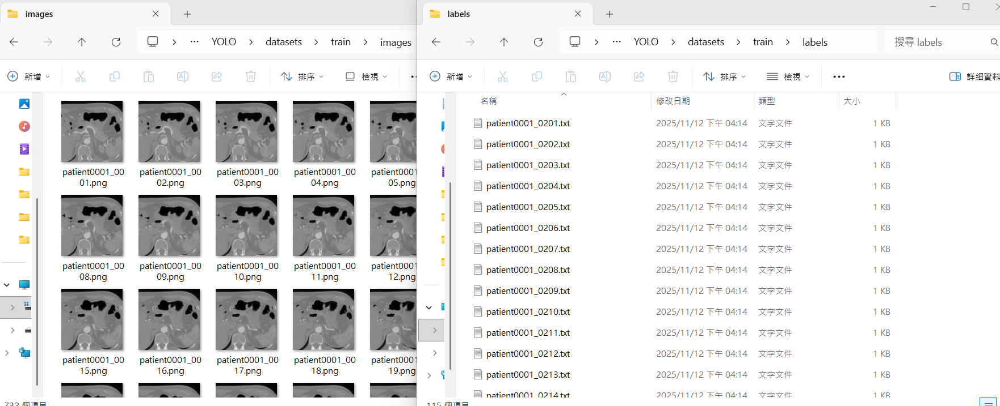 images
YOLO > datasets > train > images
新增
排序
檢視
patient0001_0001.png
patient0001_0002.png
patient0001_0003.png
patient0001_0004.png
patient0001_0005.png
patient0001_0008.png
patient0001_0009.png
patient0001_0010.png
patient0001_0011.png
patient0001_0012.png
patient0001_0015.png
patient0001_0016.png
patient0001_0017.png
patient0001_0018.png
patient0001_0019.png
732 個項目
labels
YOLO > datasets > train > labels
搜尋 labels
新增
排序
檢視
詳細資料
名稱 修改日期 類型 大小
patient0001_0201.txt 2025/11/12 下午 04:14 文字文件 1 KB
patient0001_0202.txt 2025/11/12 下午 04:14 文字文件 1 KB
patient0001_0203.txt 2025/11/12 下午 04:14 文字文件 1 KB
patient0001_0204.txt 2025/11/12 下午 04:14 文字文件 1 KB
patient0001_0205.txt 2025/11/12 下午 04:14 文字文件 1 KB
patient0001_0206.txt 2025/11/12 下午 04:14 文字文件 1 KB
patient0001_0207.txt 2025/11/12 下午 04:14 文字文件 1 KB
patient0001_0208.txt 2025/11/12 下午 04:14 文字文件 1 KB
patient0001_0209.txt 2025/11/12 下午 04:14 文字文件 1 KB
patient0001_0210.txt 2025/11/12 下午 04:14 文字文件 1 KB
patient0001_0211.txt 2025/11/12 下午 04:14 文字文件 1 KB
patient0001_0212.txt 2025/11/12 下午 04:14 文字文件 1 KB
patient0001_0213.txt 2025/11/12 下午 04:14 文字文件 1 KB
patient0001_0214.txt 2025/11/12 下午 04:14 文字文件 1 KB
115 個項目